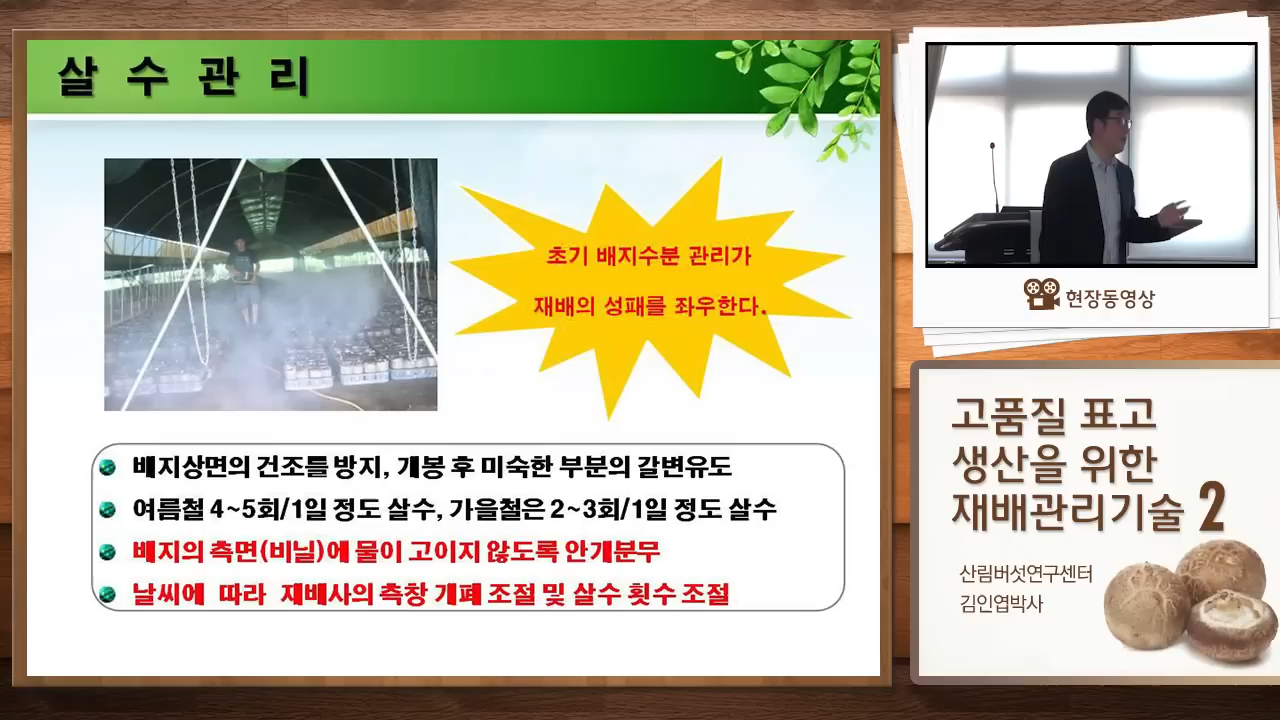 살 수 관 리
초기 배지수분 관리가
재배의 성패를 좌우한다.
배지상면의 건조를 방지, 개봉 후 미숙한 부분의 갈변유도
여름철 4~5회/1일 정도 살수, 가을철은 2~3회/1일 정도 살수
배지의 측면(비닐)에 물이 고이지 않도록 안개분무
날씨에 따라 재배사의 측창 개폐 조절 및 살수 횟수 조절
현장동영상
고품질 표고
생산을 위한
재배관리기술 2
산림버섯연구센터
김인엽박사